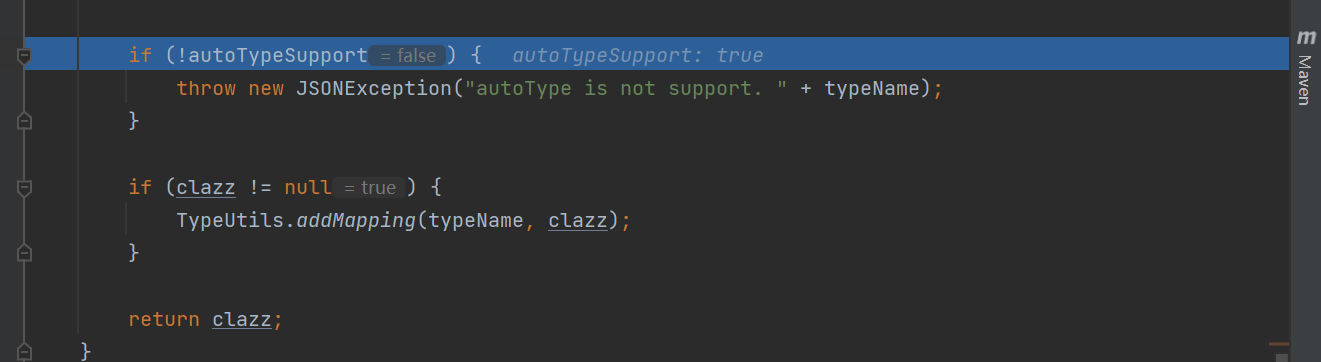 if (!autoTypeSupport = false ) {   autoTypeSupport: true
    throw new JSONException("autoType is not support. " + typeName);
}
if (clazz != null = true ) {
    TypeUtils.addMapping(typeName, clazz);
}
return clazz;
}
m Maven